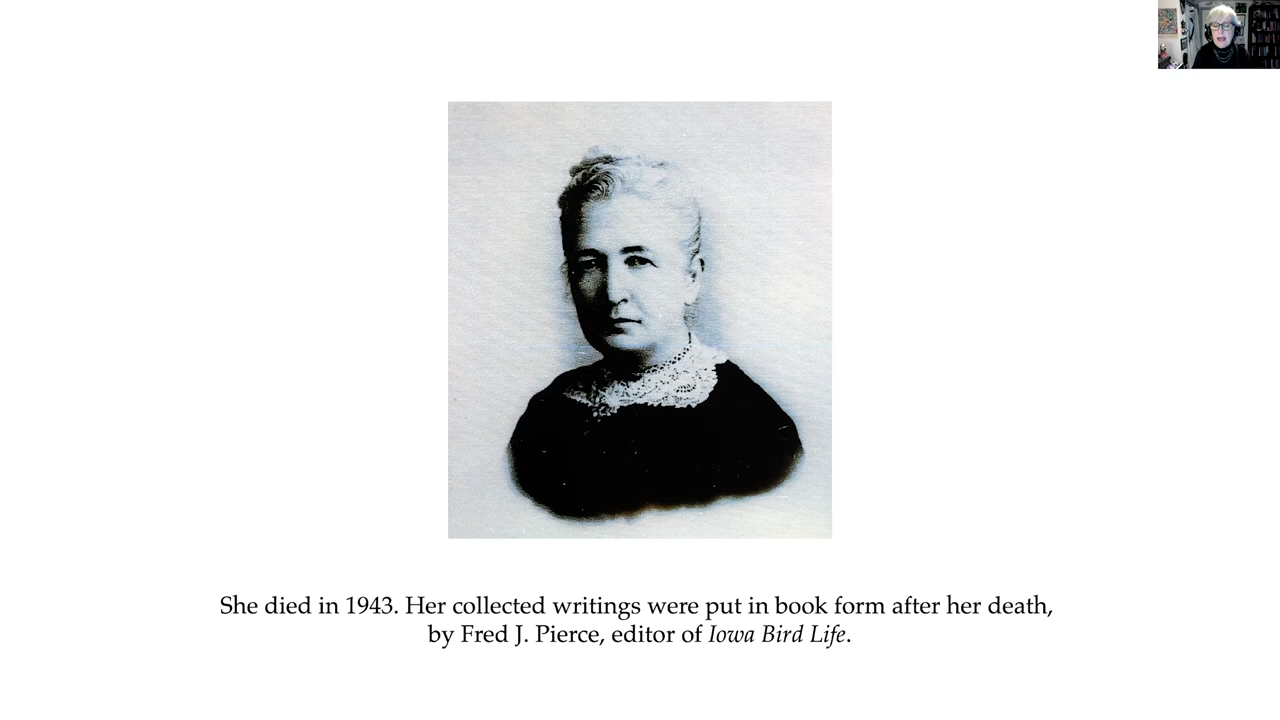 She died in 1943. Her collected writings were put in book form after her death,
by Fred J. Pierce, editor of Iowa Bird Life.